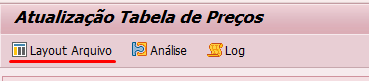 Atualização Tabela de Preços
Layout Arquivo Análise Log